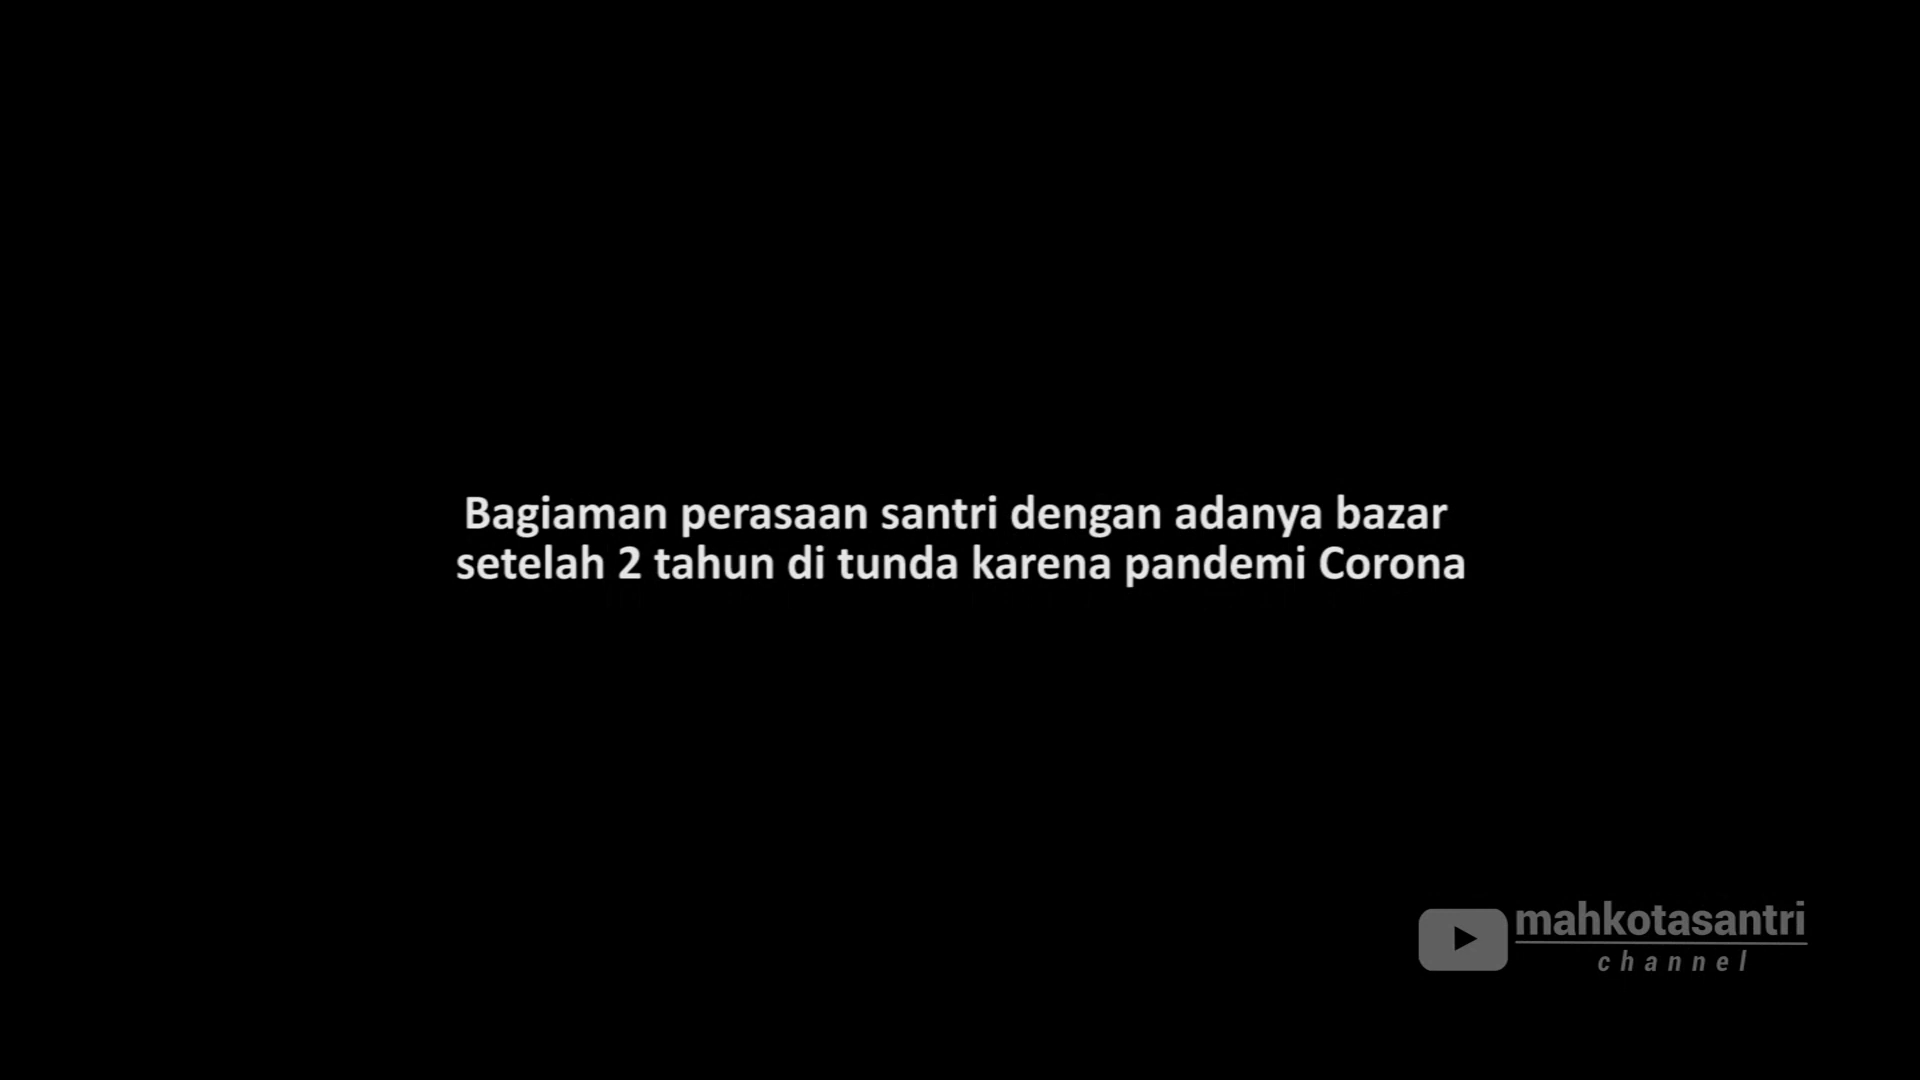 Bagiaman perasaan santri dengan adanya bazar
setelah 2 tahun di tunda karena pandemi Corona
mahkotasantri
channel